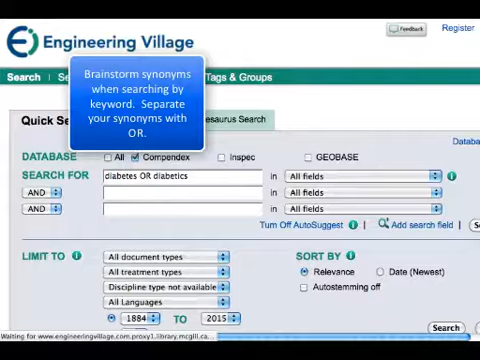 Feedback
Register
Engineering Village
Search
Se
Tags & Groups
Brainstorm synonyms
when searching by
keyword. Separate
your synonyms with
OR.
Quick Se
esaurus Search
Databa
DATABASE All Compendex Inspec GEOBASE
SEARCH FOR diabetes OR diabetics in All fields
AND in All fields
AND in All fields
Turn Off AutoSuggest Add search field Se
LIMIT TO All document types SORT BY
All treatment types Relevance Date (Newest)
Discipline type not available Autostemming off
All Languages
1884 TO 2015
Search
Waiting for www.engineeringvillage.com.proxy1.library.mcgill.ca...